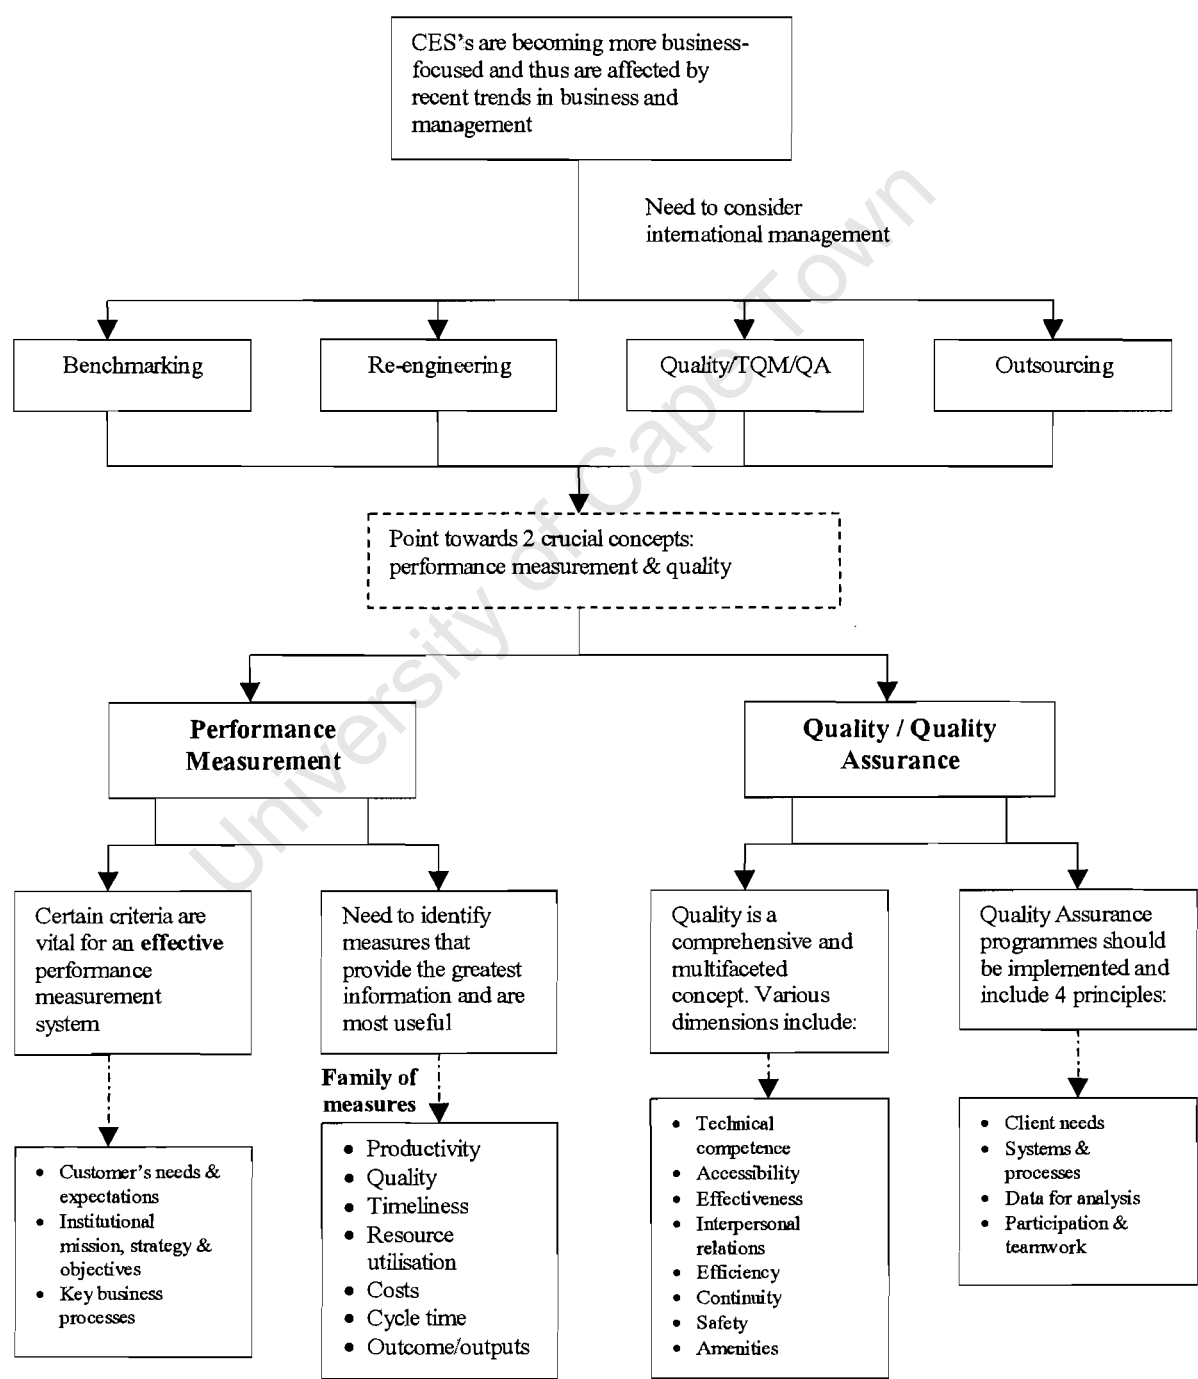 CES's are becoming more business-
focused and thus are affected by
recent trends in business and
management
Need to consider
international management
Benchmarking
Re-engineering
Quality/TQM/QA
Outsourcing
Point towards 2 crucial concepts:
performance measurement & quality
Performance
Measurement
Quality / Quality
Assurance
Certain criteria are
vital for an effective
performance
measurement
system
Need to identify
measures that
provide the greatest
information and are
most useful
Quality is a
comprehensive and
multifaceted
concept. Various
dimensions include:
Quality Assurance
programmes should
be implemented and
include 4 principles:
Family of
measures
• Customer's needs &
expectations
• Institutional
mission, strategy &
objectives
• Key business
processes
• Productivity
• Quality
• Timeliness
• Resource
utilisation
• Costs
• Cycle time
• Outcome/outputs
• Technical
competence
• Accessibility
• Effectiveness
• Interpersonal
relations
• Efficiency
• Continuity
• Safety
• Amenities
• Client needs
• Systems &
processes
• Data for analysis
• Participation &
teamwork
University of Cape Town